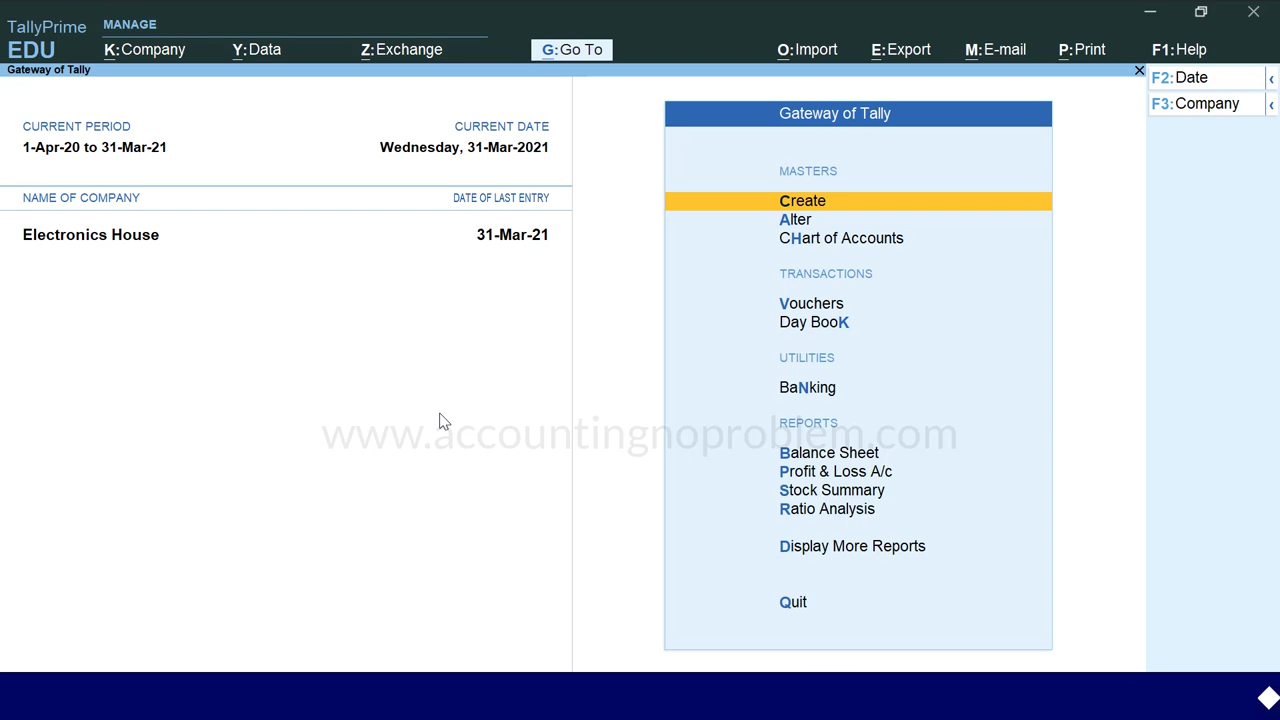 TallyPrime
EDU
MANAGE
K:Company Y:Data Z:Exchange G:Go To O:Import E:Export M:E-mail P:Print F1:Help
Gateway of Tally
F2:Date
F3:Company
CURRENT PERIOD CURRENT DATE
1-Apr-20 to 31-Mar-21 Wednesday, 31-Mar-2021
NAME OF COMPANY DATE OF LAST ENTRY
Electronics House 31-Mar-21
Gateway of Tally
MASTERS
Create
Alter
CHart of Accounts
TRANSACTIONS
Vouchers
Day BooK
UTILITIES
BaNking
REPORTS
Balance Sheet
Profit & Loss A/c
Stock Summary
Ratio Analysis
Display More Reports
Quit
www.accountingnoproblem.com